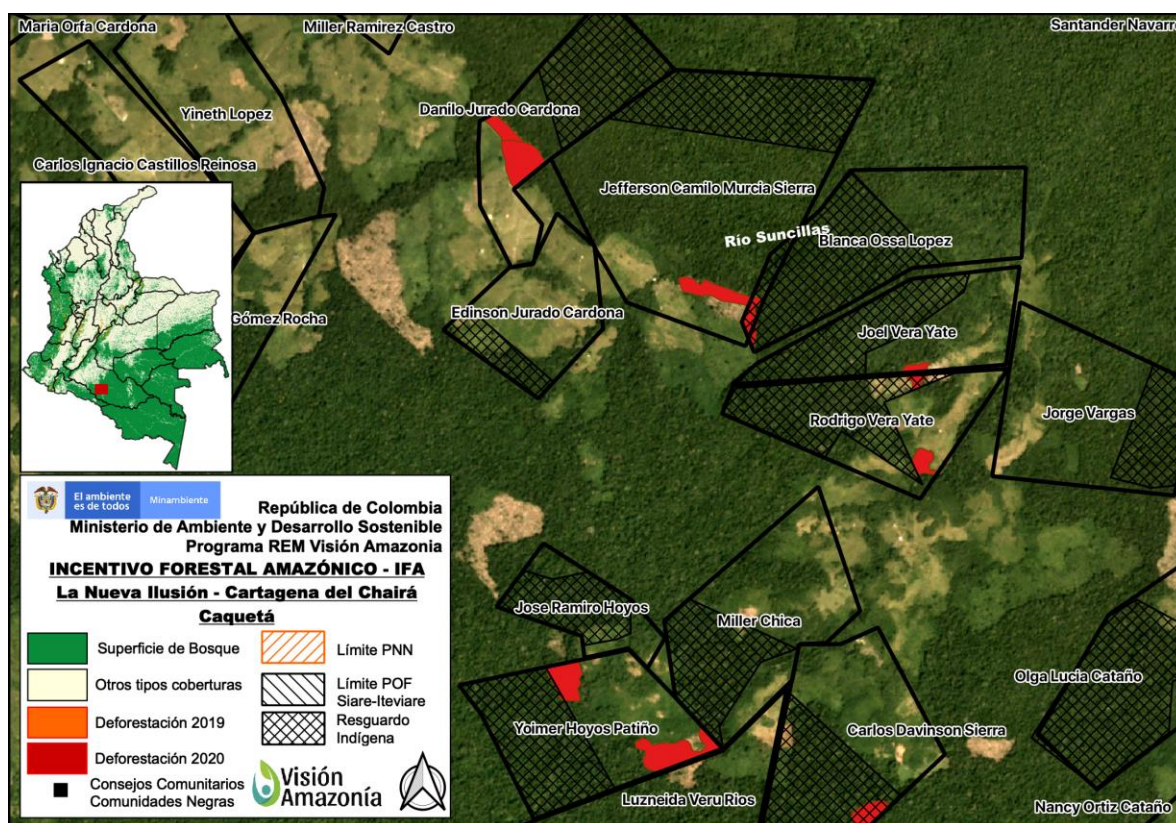 Maria Orfa Cardona
Miller Ramirez Castro
Santander Navarro
Yineth Lopez
Danilo Jurado Cardona
Carlos Ignacio Castillos Reinosa
Jefferson Camilo Murcia Sierra
Río Suncillas
Blanca Ossa Lopez
Gómez Rocha
Edinson Jurado Cardona
Joel Vera Yate
Rodrigo Vera Yate
Jorge Vargas
Jose Ramiro Hoyos
Miller Chica
Olga Lucia Cataño
Yoimer Hoyos Patiño
Carlos Davinson Sierra
Luzneida Veru Rios
Nancy Ortiz Cataño
El ambiente
es de todos
Minambiente
República de Colombia
Ministerio de Ambiente y Desarrollo Sostenible
Programa REM Visión Amazonia
INCENTIVO FORESTAL AMAZÓNICO - IFA
La Nueva Ilusión - Cartagena del Chairá
Caquetá
Superficie de Bosque
Otros tipos coberturas
Deforestación 2019
Deforestación 2020
Consejos Comunitarios
Comunidades Negras
Límite PNN
Límite POF
Siare-Iteviare
Resguardo
Indígena
Visión
Amazonía